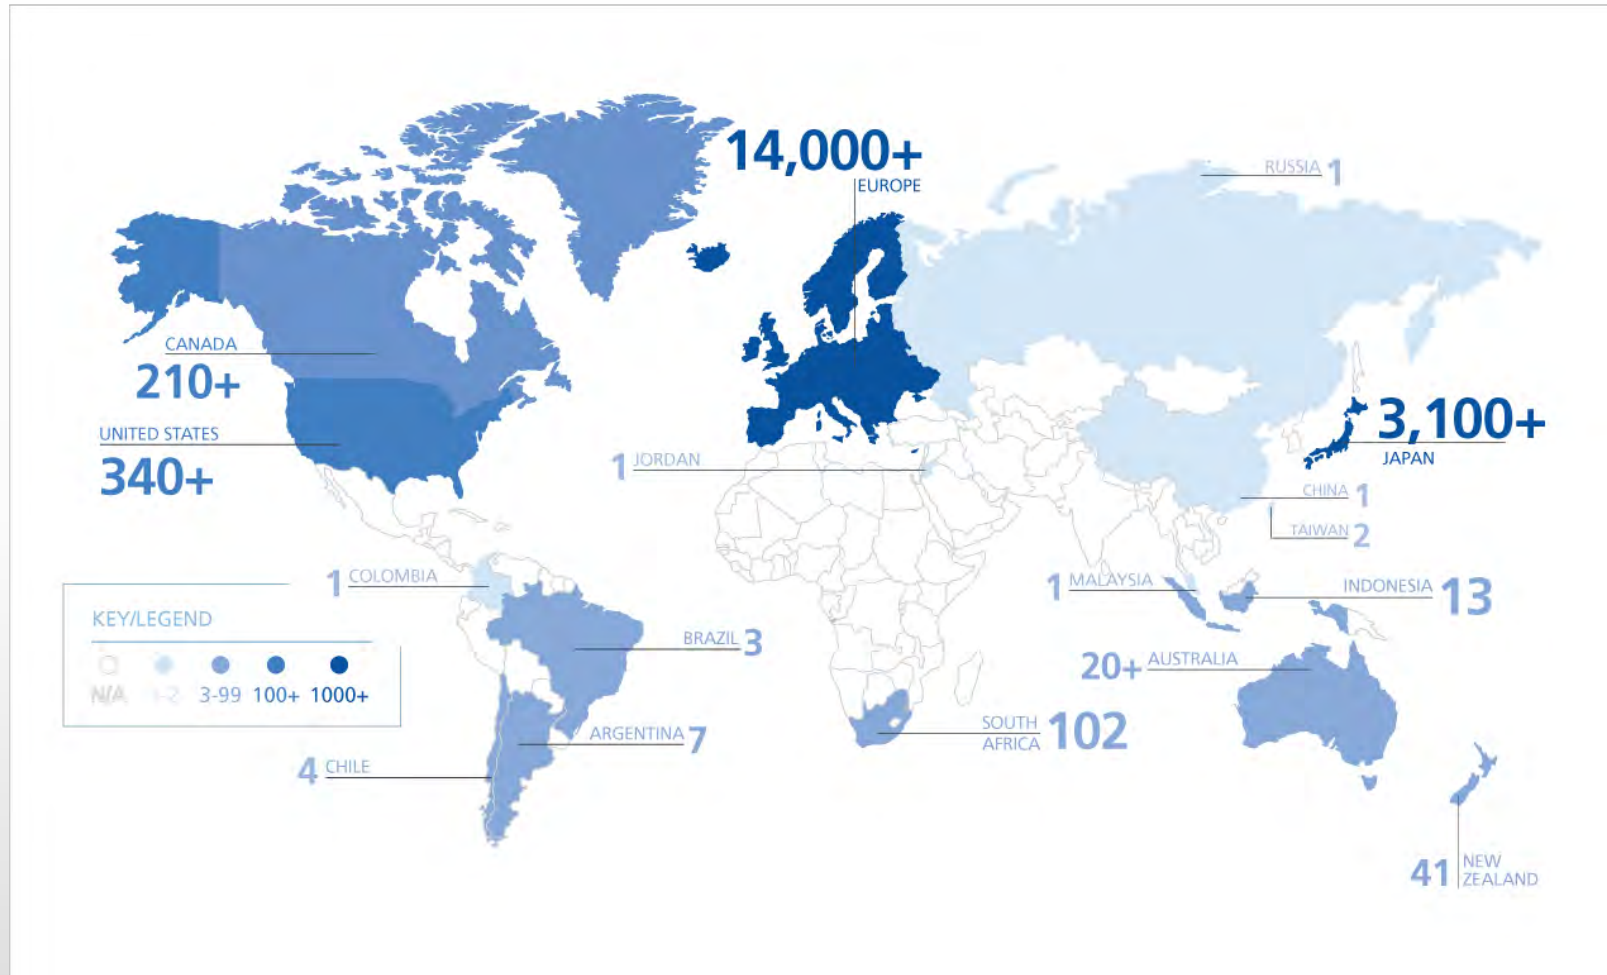 14,000+
EUROPE
RUSSIA 1
CANADA
210+
UNITED STATES
340+
3,100+
JAPAN
1 JORDAN
CHINA 1
TAIWAN 2
1 COLOMBIA
1 MALAYSIA
INDONESIA 13
BRAZIL 3
20+ AUSTRALIA
ARGENTINA 7
SOUTH
AFRICA 102
4 CHILE
41 NEW
ZEALAND
KEY/LEGEND
N/A 1-2 3-99 100+ 1000+